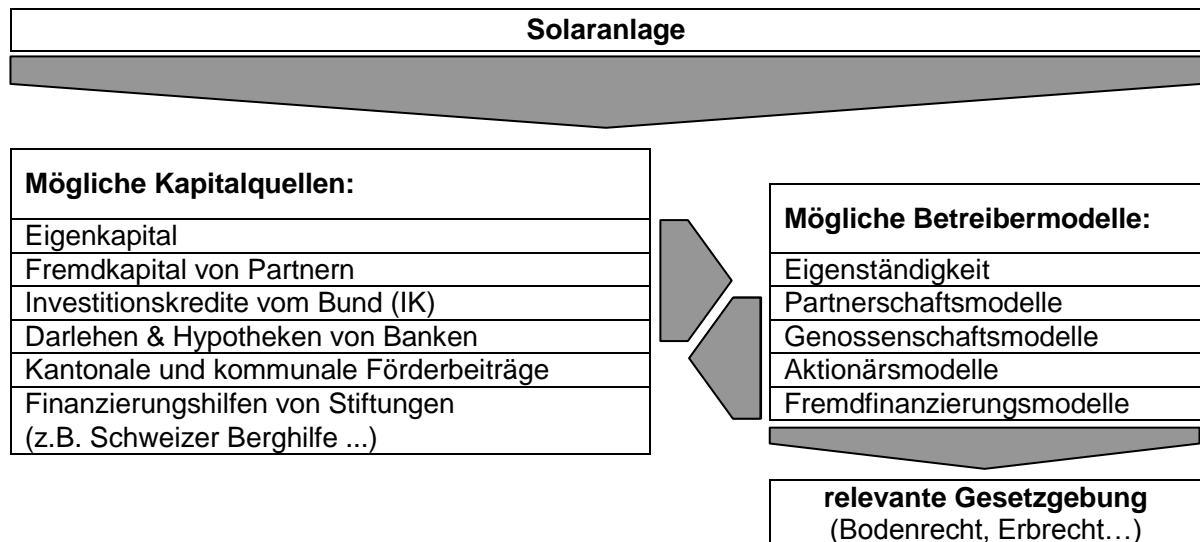 Solaranlage
Mögliche Kapitalquellen:
Eigenkapital
Fremdkapital von Partnern
Investitionskredite vom Bund (IK)
Darlehen & Hypotheken von Banken
Kantonale und kommunale Förderbeiträge
Finanzierungshilfen von Stiftungen
(z.B. Schweizer Berghilfe ...)
Mögliche Betreibermodelle:
Eigenständigkeit
Partnerschaftsmodelle
Genossenschaftsmodelle
Aktionärsmodelle
Fremdfinanzierungsmodelle
relevante Gesetzgebung
(Bodenrecht, Erbrecht…)